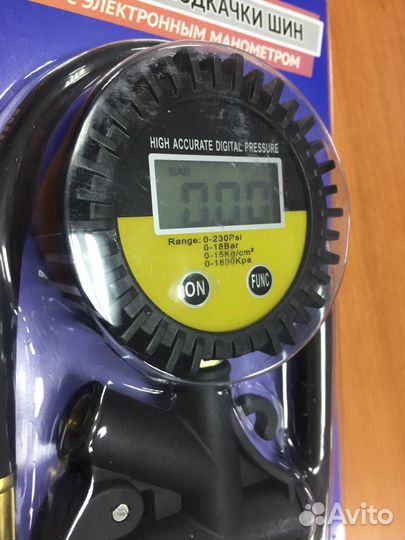 ОДКАЧКИ ШИН
С ЭЛЕКТРОННЫМ МАНОМЕТРОМ
HIGH ACCURATE DIGITAL PRESSURE
BAR
0.00
Range: 0-230Psi
0-18Bar
0-15Kg/cm²
0-1800Kpa
ON
FUNC
Avito